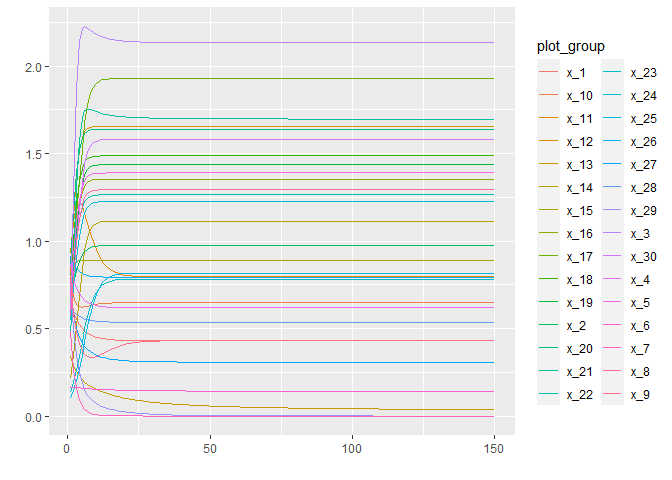 plot_group
x_1 x_23
x_10 x_24
x_11 x_25
x_12 x_26
x_13 x_27
x_14 x_28
x_15 x_29
x_16 x_3
x_17 x_30
x_18 x_4
x_19 x_5
x_2 x_6
x_20 x_7
x_21 x_8
x_22 x_9
2.0
1.5
1.0
0.5
0.0
0 50 100 150